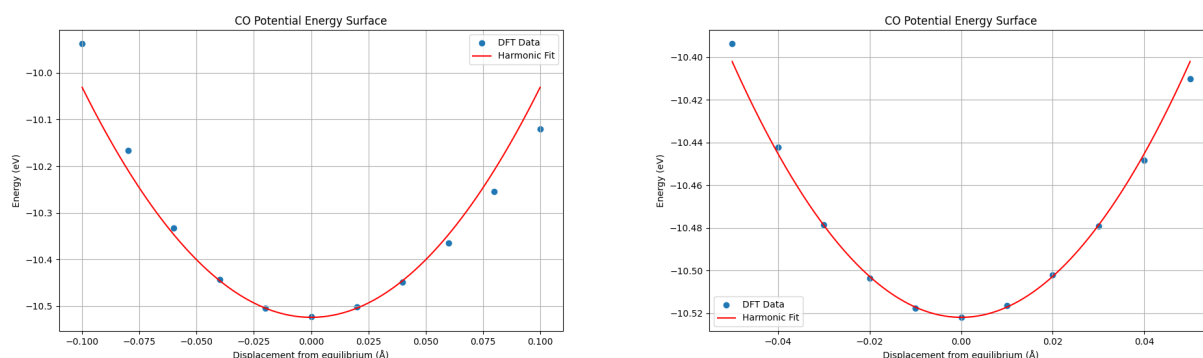 CO Potential Energy Surface
DFT Data
Harmonic Fit
Energy (eV)
−10.0
−10.1
−10.2
−10.3
−10.4
−10.5
−0.100 −0.075 −0.050 −0.025 0.000 0.025 0.050 0.075 0.100
Displacement from equilibrium (Å)
CO Potential Energy Surface
Energy (eV)
−10.40
−10.42
−10.44
−10.46
−10.48
−10.50
−10.52
DFT Data
Harmonic Fit
−0.04 −0.02 0.00 0.02 0.04
Displacement from equilibrium (Å)